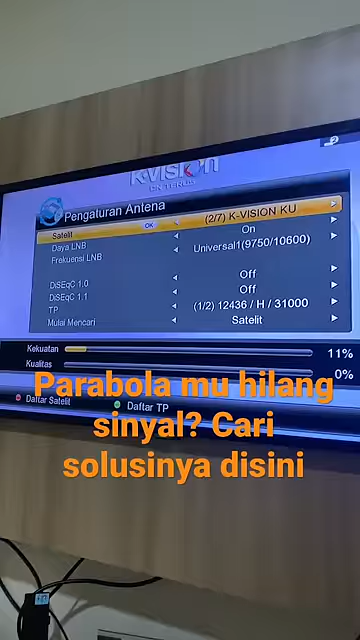 K-VISION
Pengaturan Antena
Satelit OK (2/7) K-VISION KU
Daya LNB On
Frekuensi LNB Universal1(9750/10600)
DiSEqC 1.0 Off
DiSEqC 1.1 Off
TP (1/2) 12436 / H / 31000
Mulai Mencari Satelit
Kekuatan 11%
Kualitas 0%
Daftar Satelit Daftar TP
Parabola mu hilang
sinyal? Cari
solusinya disini